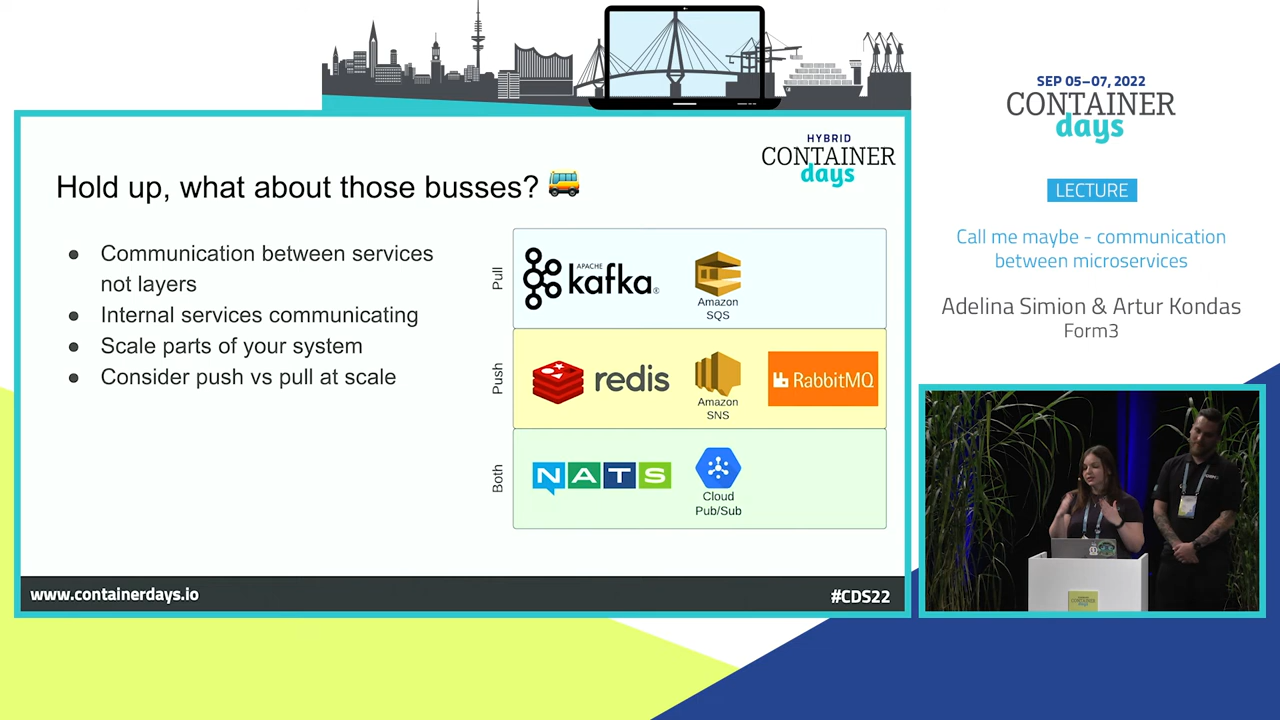 SEP 05–07, 2022
CONTAINER
days
LECTURE
Call me maybe - communication
between microservices
Adelina Simion & Artur Kondas
Form3
HYBRID
CONTAINER
days
Hold up, what about those busses?
Communication between services
not layers
Internal services communicating
Scale parts of your system
Consider push vs pull at scale
Pull
APACHE
kafka
Amazon
SQS
Push
redis
Amazon
SNS
RabbitMQ
Both
NATS
Cloud
Pub/Sub
www.containerdays.io
#CDS22